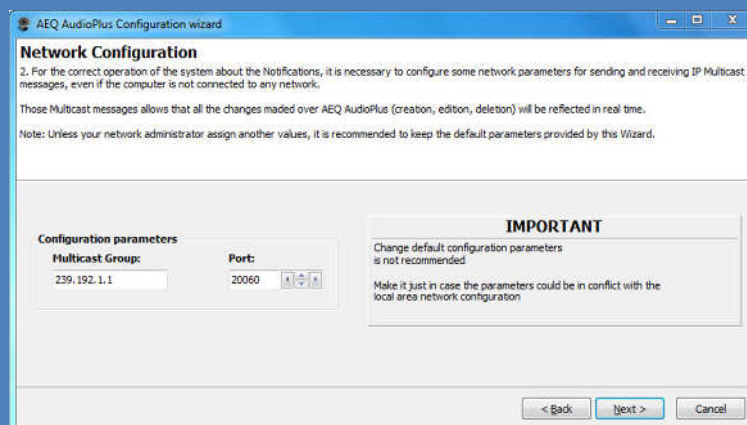 AEQ AudioPlus Configuration wizard
Network Configuration
2. For the correct operation of the system about the Notifications, it is necessary to configure some network parameters for sending and receiving IP Multicast
messages, even if the computer is not connected to any network.
Those Multicast messages allows that all the changes maded over AEQ AudioPlus (creation, edition, deletion) will be reflected in real time.
Note: Unless your network administrator assign another values, it is recommended to keep the default parameters provided by this Wizard.
Configuration parameters
Multicast Group: Port:
239.192.1.1 20060
IMPORTANT
Change default configuration parameters
is not recommended
Make it just in case the parameters could be in conflict with the
local area network configuration
< Back Next > Cancel